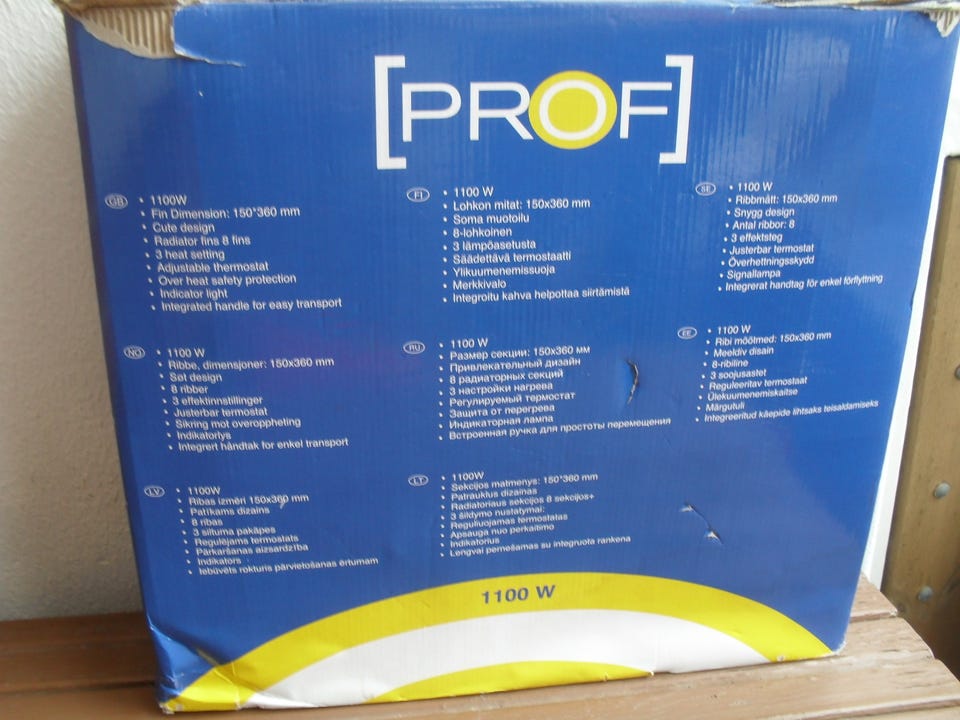 [PROF]
GB
• 1100W
• Fin Dimension: 150*360 mm
• Cute design
• Radiator fins 8 fins
• 3 heat setting
• Adjustable thermostat
• Over heat safety protection
• Indicator light
• Integrated handle for easy transport
FI
• 1100 W
• Lohkon mitat: 150x360 mm
• Soma muotoilu
• 8-lohkoinen
• 3 lämpöasetusta
• Säädettävä termostaatti
• Ylikuumenemissuoja
• Merkkivalo
• Integroitu kahva helpottaa siirtämistä
SE
• 1100 W
• Ribbmått: 150x360 mm
• Snygg design
• Antal ribbor: 8
• 3 effektsteg
• Justerbar termostat
• Överhettningsskydd
• Signallampa
• Integrerat handtag för enkel förflyttning
NO
• 1100 W
• Ribbe, dimensjoner: 150x360 mm
• Søt design
• 8 ribber
• 3 effektinnstillinger
• Justerbar termostat
• Sikring mot overoppheting
• Indikatorlys
• Integrert håndtak for enkel transport
RU
• 1100 W
• Размер секции: 150x360 мм
• Привлекательный дизайн
• 8 радиаторных секций
• 3 настройки нагрева
• Регулируемый термостат
• Защита от перегрева
• Индикаторная лампа
• Встроенная ручка для простоты перемещения
EE
• 1100 W
• Ribi mõõtmed: 150x360 mm
• Meeldiv disain
• 8-ribiline
• 3 soojusastet
• Reguleeritav termostaat
• Ülekuumenemiskaitse
• Märgutuli
• Integreeritud käepide lihtsaks teisaldamiseks
LV
• 1100W
• Ribas izmēri 150x360 mm
• Patīkams dizains
• 8 ribas
• 3 siltuma pakāpes
• Regulējams termostats
• Pārkaršanas aizsardzība
• Indikators
• Iebūvēts rokturis pārvietošanas ērtumam
LT
• 1100W
• Sekcijos matmenys: 150*360 mm
• Patrauklus dizainas
• Radiatoriaus sekcijos 8 sekcijos+
• 3 šildymo nustatymai:
• Reguliuojamas termostatas
• Apsauga nuo perkaitimo
• Indikatorius
• Lengvai pernešamas su integruota rankena
1100 W